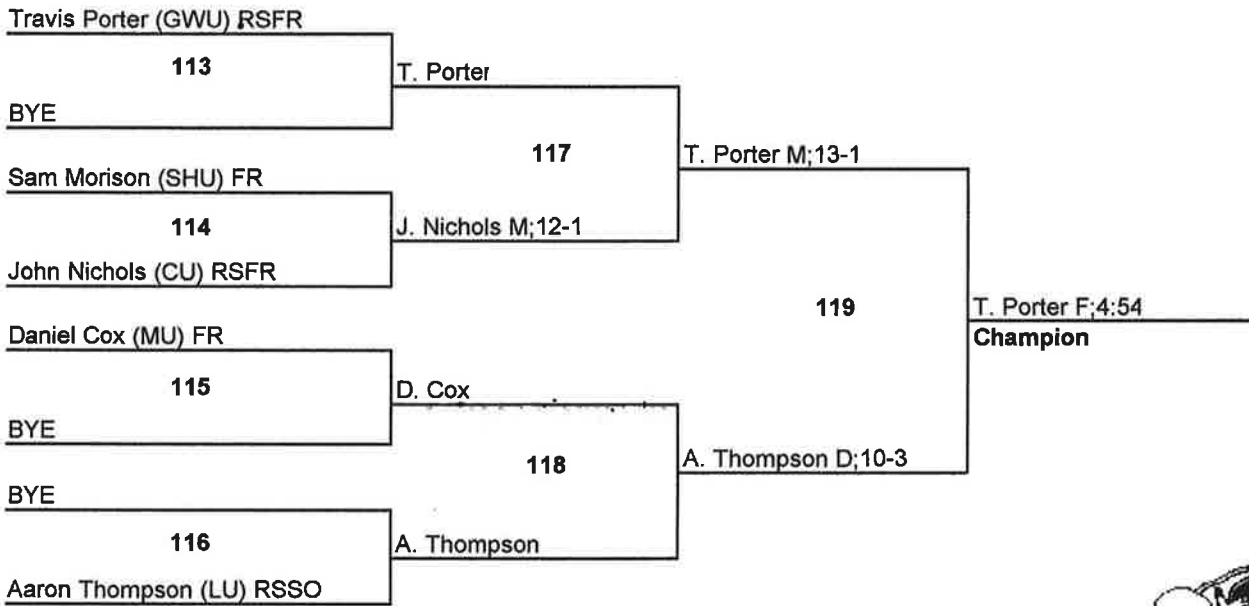 Travis Porter (GWU) RSFR
113
T. Porter
BYE
117
T. Porter M;13-1
Sam Morison (SHU) FR
114
J. Nichols M;12-1
John Nichols (CU) RSFR
119
T. Porter F;4:54
Champion
Daniel Cox (MU) FR
115
D. Cox
BYE
118
A. Thompson D;10-3
BYE
116
A. Thompson
Aaron Thompson (LU) RSSO